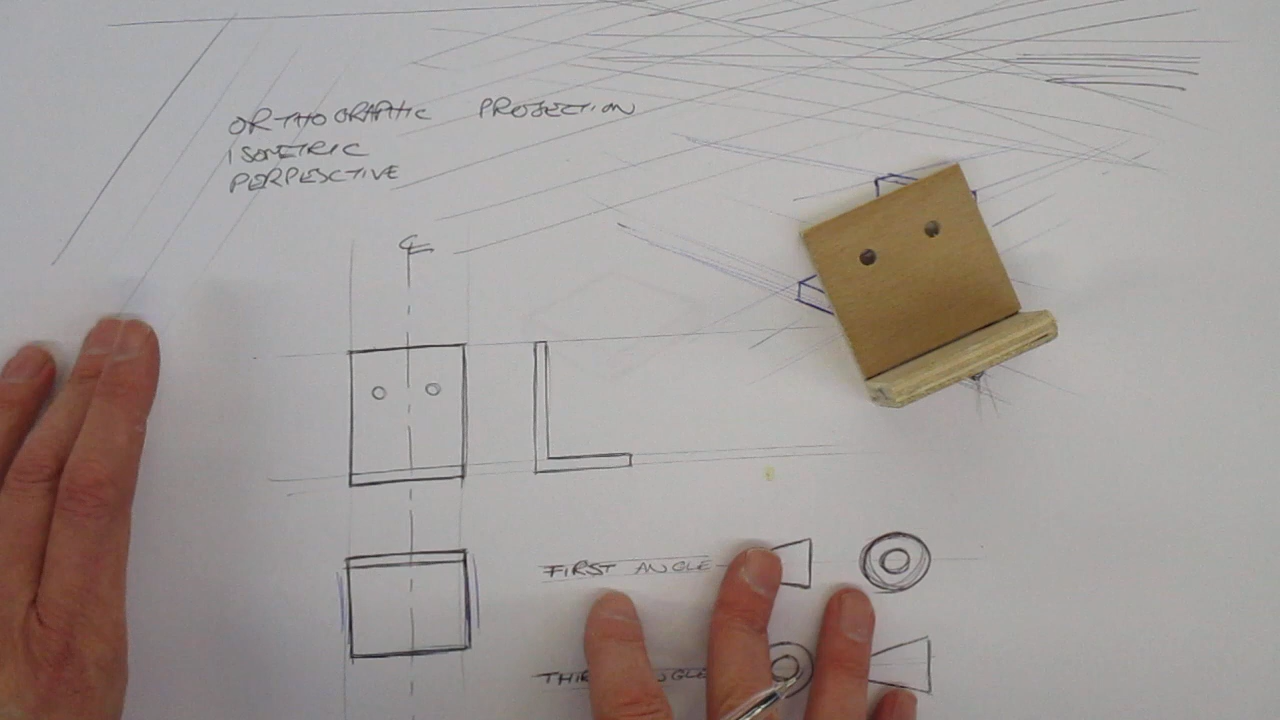 ORTHOGRAPHIC PROJECTION
ISOMETRIC
PERPESCTIVE
℄
FIRST ANGLE